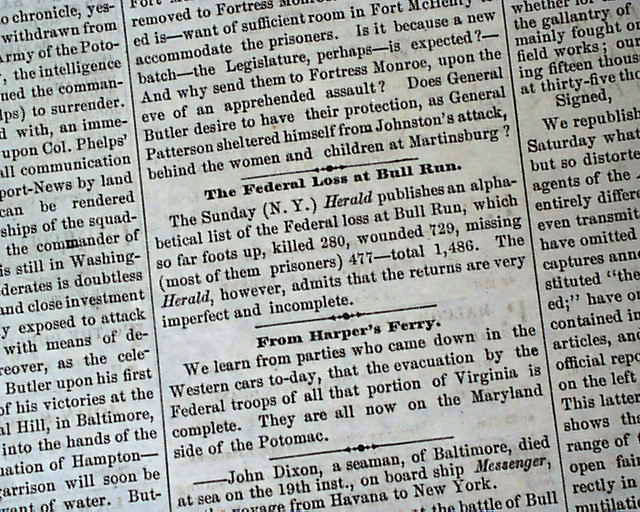 to chronicle, yes-
withdrawn from
Army of the Poto-
, the intelligence
ned the comman-
lps) to surrender.
d with, an imme-
upon Col. Phelps'
all communication
port-News by land
can be rendered
ships of the squad-
the commander of
is still in Washing-
derates is doubtless
and close investment
y exposed to attack
with means of de-
reover, as the cele-
Butler upon his first
of his victories at the
al Hill, in Baltimore,
into the hands of the
uation of Hampton—
garrison will soon be
want of water. But-
removed to Fortress Monroe
ed is—want of sufficient room in Fort McHenry to
accommodate the prisoners. Is it because a new
batch—the Legislature, perhaps—is expected?—
And why send them to Fortress Monroe, upon the
eve of an apprehended assault? Does General
Butler desire to have their protection, as General
Patterson sheltered himself from Johnston's attack,
behind the women and children at Martinsburg?
The Federal Loss at Bull Run.
The Sunday (N. Y.) Herald publishes an alpha-
betical list of the Federal loss at Bull Run, which
so far foots up, killed 280, wounded 729, missing
(most of them prisoners) 477—total 1,486. The
Herald, however, admits that the returns are very
imperfect and incomplete.
From Harper's Ferry.
We learn from parties who came down in the
Western cars to-day, that the evacuation by the
Federal troops of all that portion of Virginia is
complete. They are all now on the Maryland
side of the Potomac.
——John Dixon, a seaman, of Baltimore, died
at sea on the 19th inst., on board ship Messenger,
voyage from Havana to New York.
the battle of Bull
whether
the gallantry of
mainly fought on
field works; our
ing fifteen thous
at thirty-five thou
Signed,
We republish
Saturday what
but so distorte
agents of the
entirely differ
even transmit
have omitted
captures ann
stituted "the
ed;" have o
contained in
articles, and
official repo
on the left
This latter
shows tha
range of
open fair
rectly in
mutilati